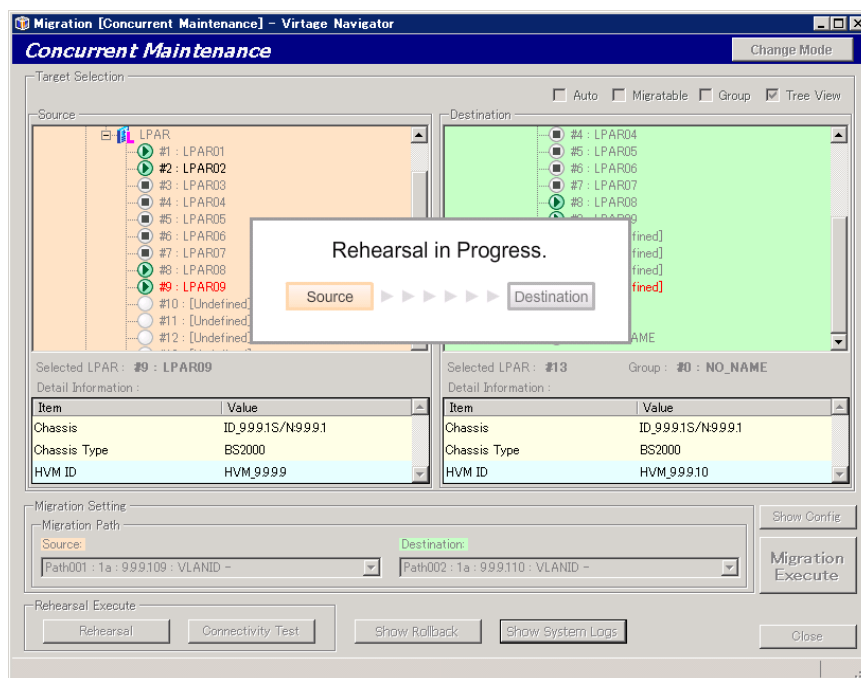 Migration [Concurrent Maintenance] - Virtage Navigator
Concurrent Maintenance
Change Mode
Target Selection
Auto Migratable Group Tree View
Source
LPAR
#1 : LPAR01
#2 : LPAR02
#3 : LPAR03
#4 : LPAR04
#5 : LPAR05
#6 : LPAR06
#7 : LPAR07
#8 : LPAR08
#9 : LPAR09
#10 : [Undefined]
#11 : [Undefined]
#12 : [Undefined]
Destination
#4 : LPAR04
#5 : LPAR05
#6 : LPAR06
#7 : LPAR07
#8 : LPAR08
fined]
fined]
fined]
fined]
AME
Rehearsal in Progress.
Source Destination
Selected LPAR : #9 : LPAR09
Detail Information :
Item Value
Chassis ID_9.9.9.1S/N:9.9.9.1
Chassis Type BS2000
HVM ID HVM_9.9.9.9
Selected LPAR : #13 Group : #0 : NO_NAME
Detail Information :
Item Value
Chassis ID_9.9.9.1S/N:9.9.9.1
Chassis Type BS2000
HVM ID HVM_9.9.9.10
Migration Setting
Migration Path
Source:
Path001 : 1a : 9.9.9.109 : VLANID -
Destination:
Path002 : 1a : 9.9.9.110 : VLANID -
Show Config
Migration
Execute
Rehearsal Execute
Rehearsal Connectivity Test Show Rollback Show System Logs Close